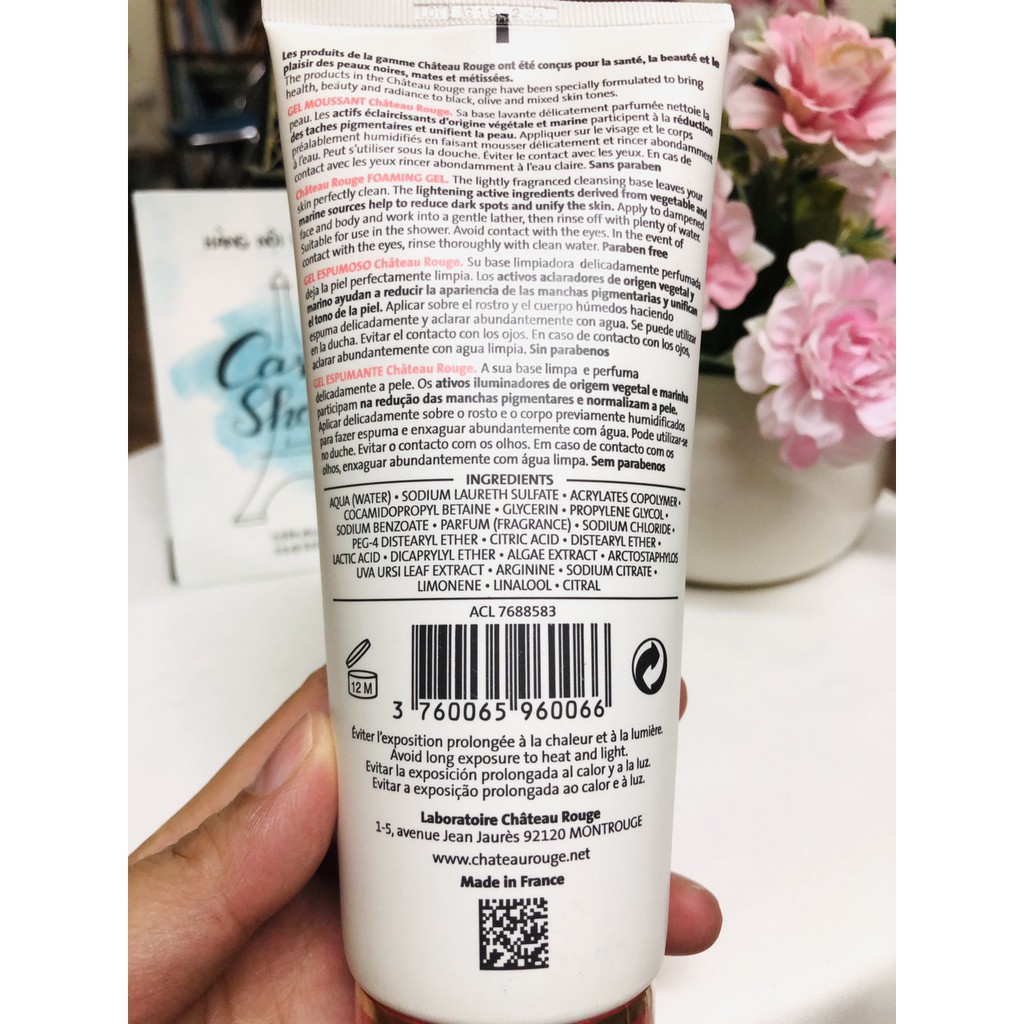 Les produits de la gamme Château Rouge ont été conçus pour la santé, la beauté et le
plaisir des peaux noires, mates et métissées.
The products in the Château Rouge range have been specially formulated to bring
health, beauty and radiance to black, olive and mixed skin tones.
GEL MOUSSANT Château Rouge. Sa base lavante délicatement parfumée nettoie la
peau. Les actifs éclaircissants d'origine végétale et marine participent à la réduction
des taches pigmentaires et unifient la peau. Appliquer sur le visage et le corps
préalablement humidifiés en faisant mousser délicatement et rincer abondamment
à l'eau. Peut s'utiliser sous la douche. Éviter le contact avec les yeux. En cas de
contact avec les yeux rincer abondamment à l'eau claire. Sans paraben
Château Rouge FOAMING GEL. The lightly fragranced cleansing base leaves your
skin perfectly clean. The lightening active ingredients derived from vegetable and
marine sources help to reduce dark spots and unify the skin. Apply to dampened
face and body and work into a gentle lather, then rinse off with plenty of water.
Suitable for use in the shower. Avoid contact with the eyes. In the event of
contact with the eyes, rinse thoroughly with clean water. Paraben free
GEL ESPUMOSO Château Rouge. Su base limpiadora delicadamente perfumada
deja la piel perfectamente limpia. Los activos aclaradores de origen vegetal y
marino ayudan a reducir la apariencia de las manchas pigmentarias y unifican
el tono de la piel. Aplicar sobre el rostro y el cuerpo húmedos haciendo
espuma delicadamente y aclarar abundantemente con agua. Se puede utilizar
en la ducha. Evitar el contacto con los ojos. En caso de contacto con los ojos,
aclarar abundantemente con agua limpia. Sin parabenos
GEL ESPUMANTE Château Rouge. A sua base limpa e perfuma
delicadamente a pele. Os ativos iluminadores de origem vegetal e marinha
participam na redução das manchas pigmentares e normalizam a pele.
Aplicar delicadamente sobre o rosto e o corpo previamente humidificados
para fazer espuma e enxaguar abundantemente com água. Pode utilizar-se
no duche. Evitar o contacto com os olhos. Em caso de contacto com os
olhos, enxaguar abundantemente com água limpa. Sem parabenos
INGREDIENTS
AQUA (WATER) • SODIUM LAURETH SULFATE • ACRYLATES COPOLYMER •
COCAMIDOPROPYL BETAINE • GLYCERIN • PROPYLENE GLYCOL •
SODIUM BENZOATE • PARFUM (FRAGRANCE) • SODIUM CHLORIDE •
PEG-4 DISTEARYL ETHER • CITRIC ACID • DISTEARYL ETHER •
LACTIC ACID • DICAPRYLYL ETHER • ALGAE EXTRACT • ARCTOSTAPHYLOS
UVA URSI LEAF EXTRACT • ARGININE • SODIUM CITRATE •
LIMONENE • LINALOOL • CITRAL
ACL 7688583
12 M
3 760065 960066
Éviter l'exposition prolongée à la chaleur et à la lumière.
Avoid long exposure to heat and light.
Evitar la exposición prolongada al calor y a la luz.
Evitar a exposição prolongada ao calor e à luz.
Laboratoire Château Rouge
1-5, avenue Jean Jaurès 92120 MONTROUGE
www.chateaurouge.net
Made in France